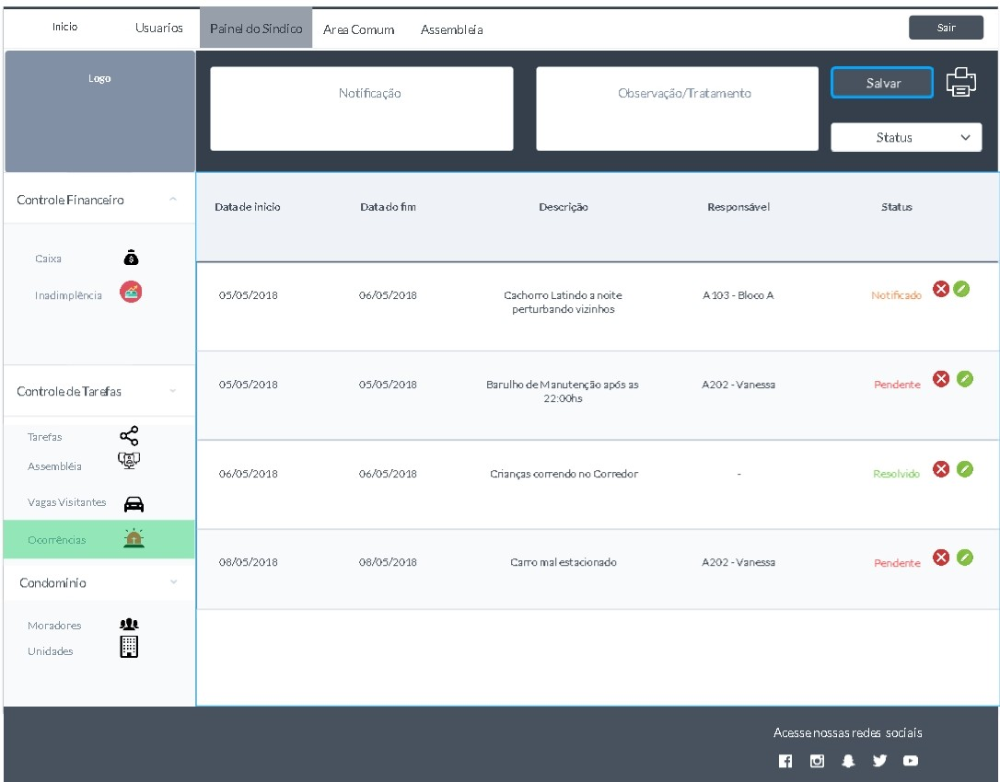 Inicio
Usuarios
Painel do Síndico
Area Comum
Assembleia
Sair
Logo
Notificação
Observação/Tratamento
Salvar
Status
Controle Financeiro
Caixa
Inadimplência
Controle de Tarefas
Tarefas
Assembléia
Vagas Visitantes
Ocorrências
Condomínio
Moradores
Unidades
Data de inicio
Data do fim
Descrição
Responsável
Status
05/05/2018
06/05/2018
Cachorro Latindo a noite
perturbando vizinhos
A103 - Bloco A
Notificado
05/05/2018
05/05/2018
Barulho de Manutenção após as
22:00hs
A202 - Vanessa
Pendente
06/05/2018
06/05/2018
Crianças correndo no Corredor
-
Resolvido
08/05/2018
08/05/2018
Carro mal estacionado
A202 - Vanessa
Pendente
Acesse nossas redes sociais